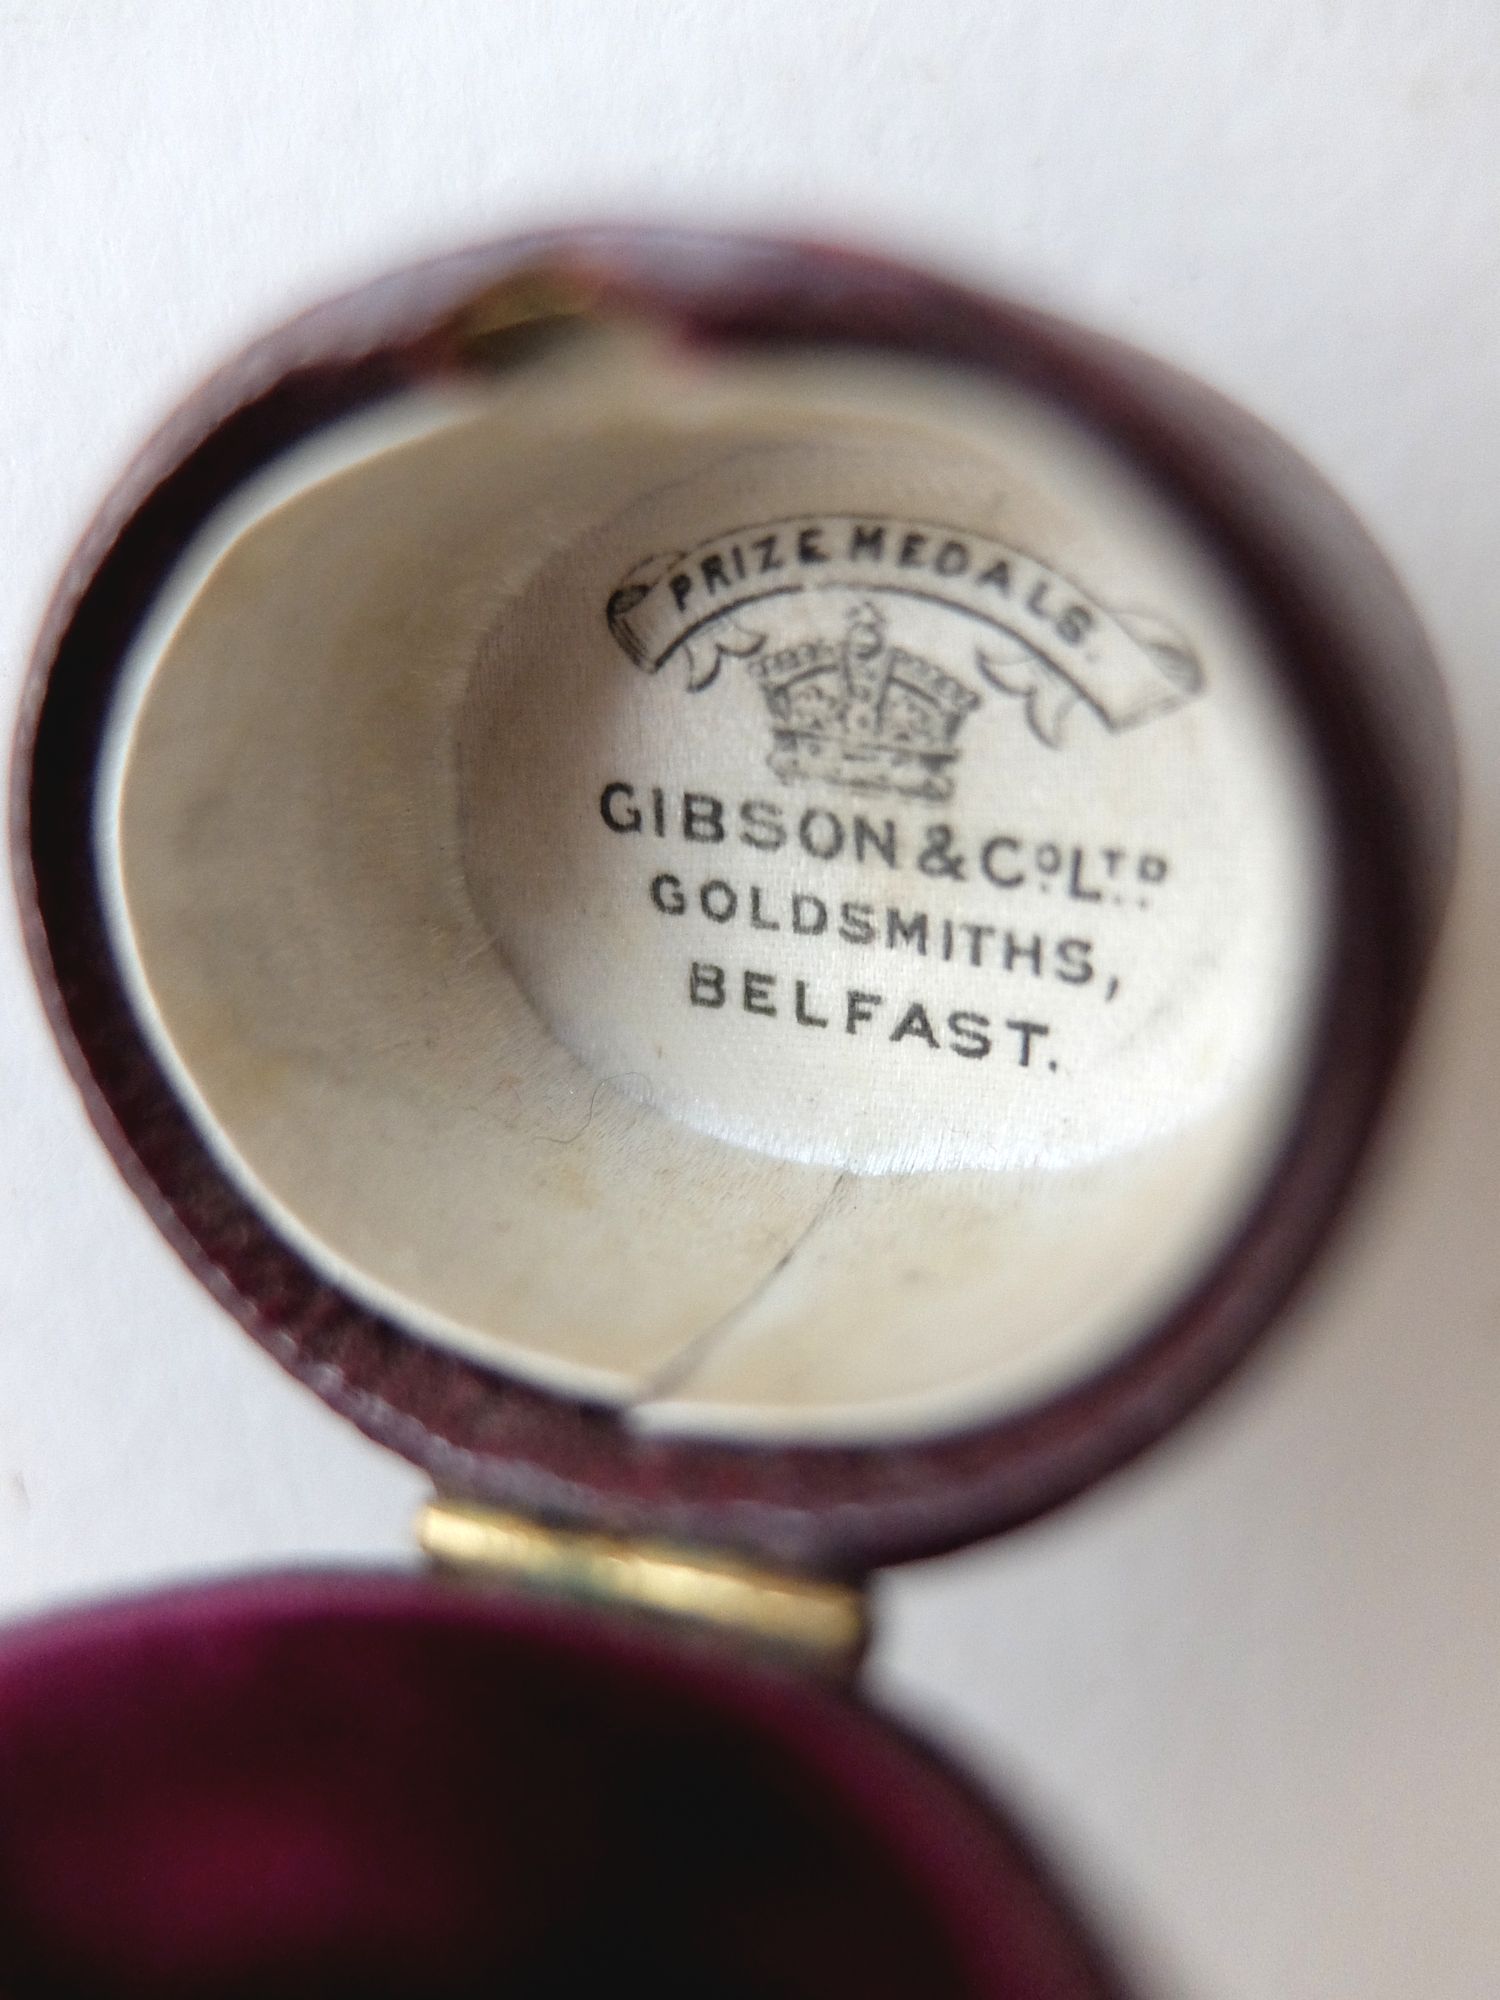 PRIZE MEDALS.
GIBSON & Cº LTD
GOLDSMITHS,
BELFAST.